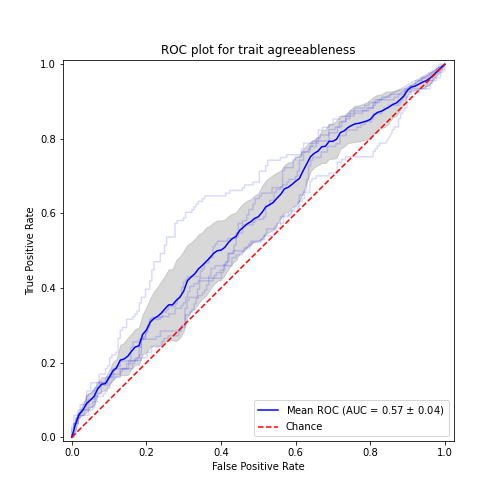 ROC plot for trait agreeableness
True Positive Rate
1.0
0.8
0.6
0.4
0.2
0.0
Mean ROC (AUC = 0.57 ± 0.04)
Chance
0.0 0.2 0.4 0.6 0.8 1.0
False Positive Rate